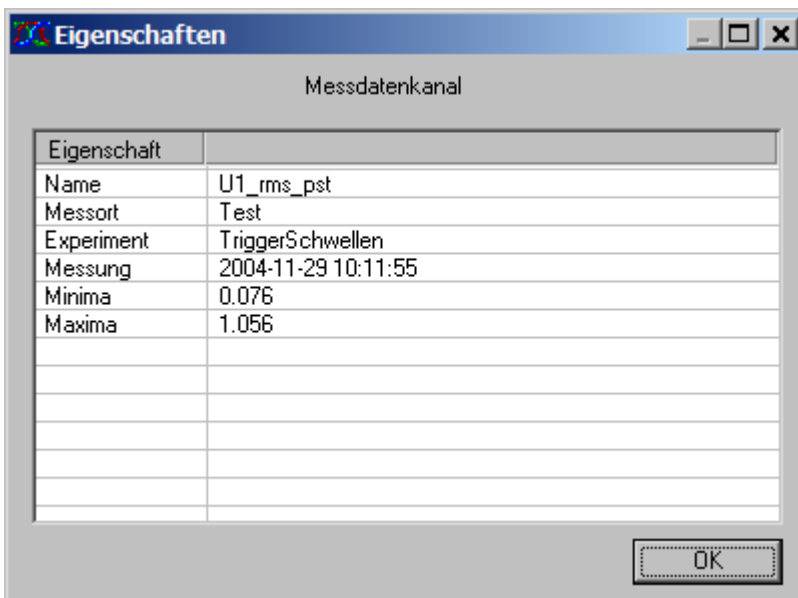 Eigenschaften
Messdatenkanal
Eigenschaft
Name U1_rms_pst
Messort Test
Experiment TriggerSchwellen
Messung 2004-11-29 10:11:55
Minima 0.076
Maxima 1.056
OK